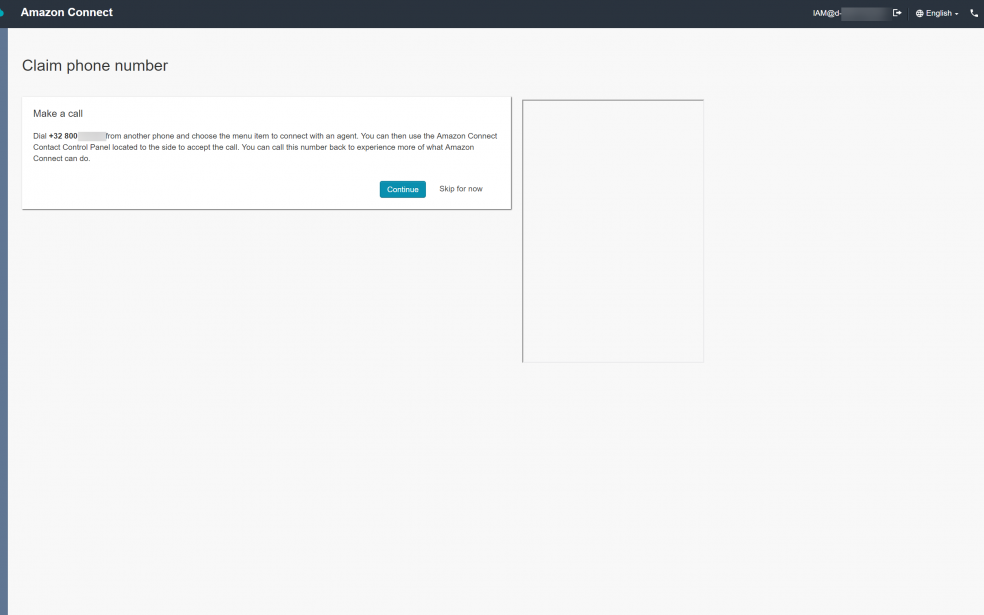 Amazon Connect
IAM@d-
English
Claim phone number
Make a call
Dial +32 800 from another phone and choose the menu item to connect with an agent. You can then use the Amazon Connect
Contact Control Panel located to the side to accept the call. You can call this number back to experience more of what Amazon
Connect can do.
Continue
Skip for now